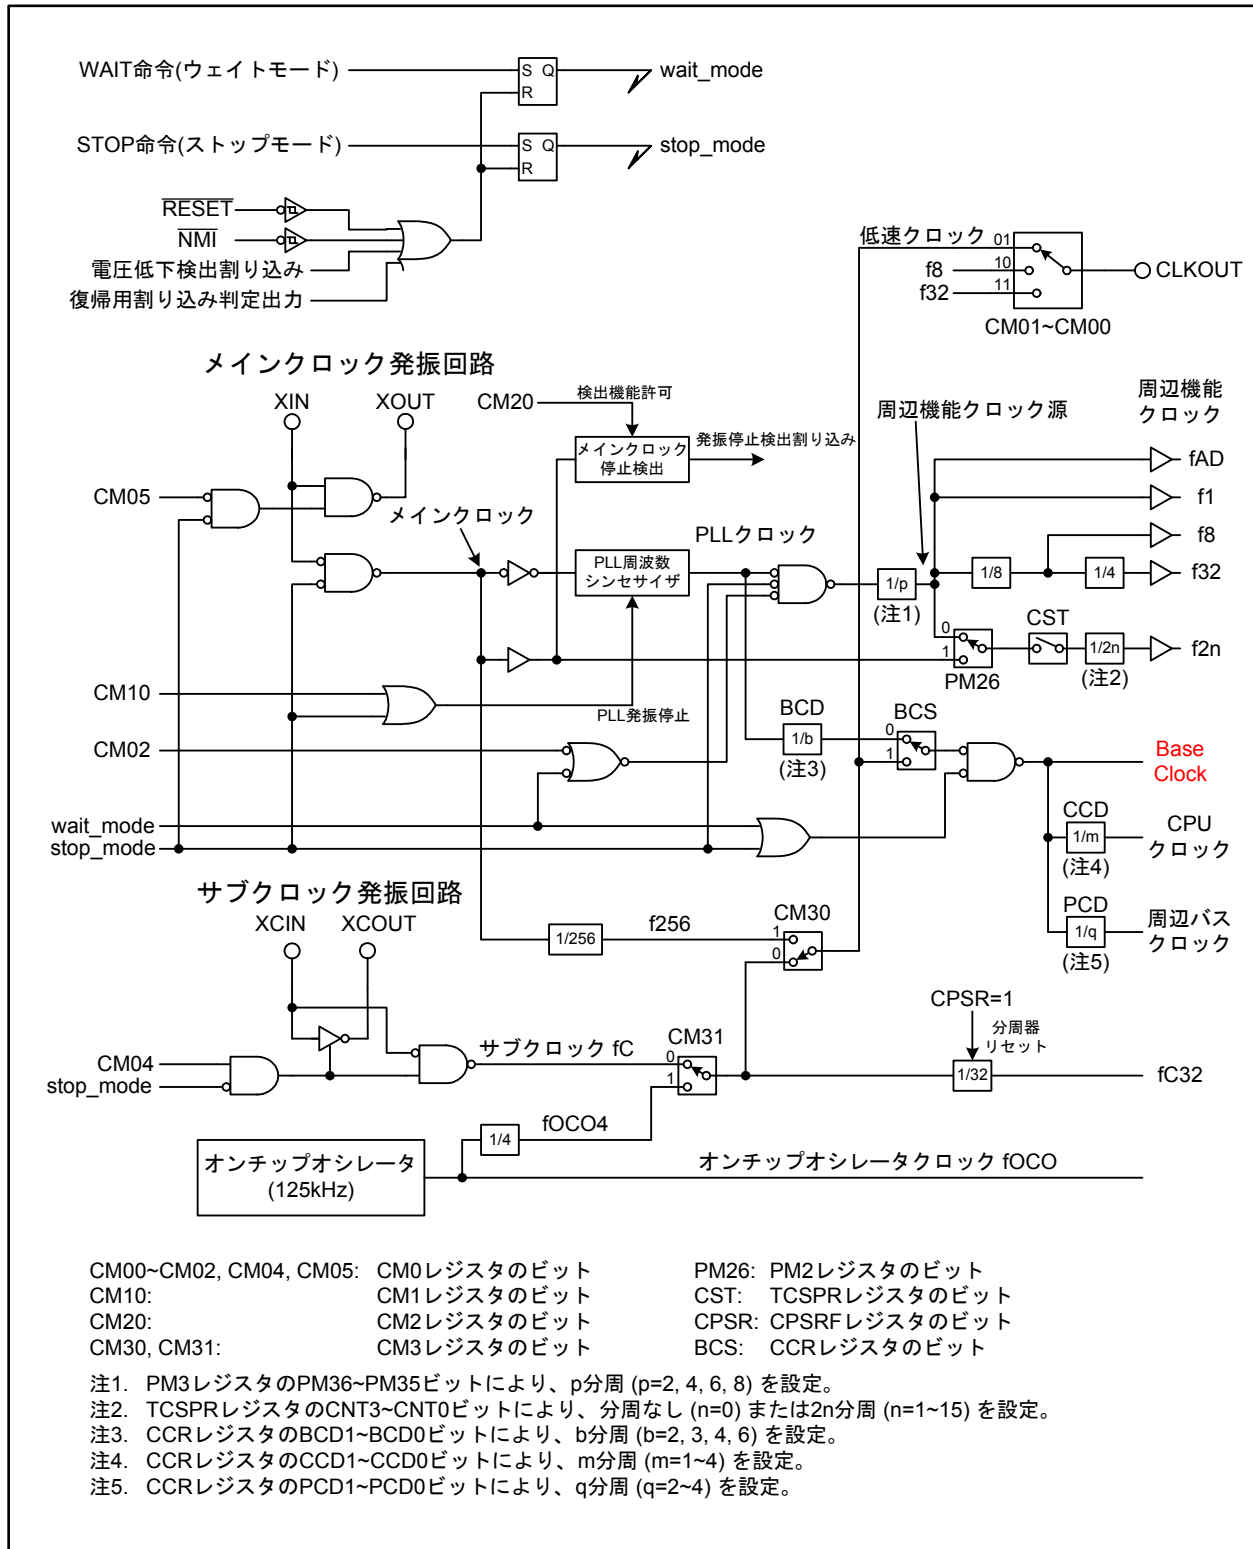 WAIT命令(ウェイトモード)
S Q
R
wait_mode
STOP命令(ストップモード)
S Q
R
stop_mode
RESET
NMI
電圧低下検出割り込み
復帰用割り込み判定出力
低速クロック
01
f8
10
f32
11
CLKOUT
CM01~CM00
メインクロック発振回路
XIN
XOUT
CM20
検出機能許可
メインクロック
停止検出
発振停止検出割り込み
周辺機能クロック源
周辺機能
クロック
fAD
f1
f8
f32
f2n
CM05
メインクロック
PLL周波数
シンセサイザ
PLLクロック
1/p
(注1)
1/8
1/4
0
1
PM26
CST
1/2n
(注2)
CM10
PLL発振停止
CM02
BCD
1/b
(注3)
BCS
0
1
Base
Clock
wait_mode
stop_mode
CCD
1/m
(注4)
CPU
クロック
PCD
1/q
(注5)
周辺バス
クロック
サブクロック発振回路
XCIN
XCOUT
1/256
f256
CM30
1
0
CPSR=1
分周器
リセット
CM04
stop_mode
サブクロック fC
CM31
0
1
1/32
fC32
1/4
fOCO4
オンチップオシレータ
(125kHz)
オンチップオシレータクロック fOCO
CM00~CM02, CM04, CM05: CM0レジスタのビット
CM10: CM1レジスタのビット
CM20: CM2レジスタのビット
CM30, CM31: CM3レジスタのビット
PM26: PM2レジスタのビット
CST: TCSPRレジスタのビット
CPSR: CPSRFレジスタのビット
BCS: CCRレジスタのビット
注1. PM3レジスタのPM36~PM35ビットにより、p分周 (p=2, 4, 6, 8) を設定。
注2. TCSPRレジスタのCNT3~CNT0ビットにより、分周なし (n=0) または2n分周 (n=1~15) を設定。
注3. CCRレジスタのBCD1~BCD0ビットにより、b分周 (b=2, 3, 4, 6) を設定。
注4. CCRレジスタのCCD1~CCD0ビットにより、m分周 (m=1~4) を設定。
注5. CCRレジスタのPCD1~PCD0ビットにより、q分周 (q=2~4) を設定。